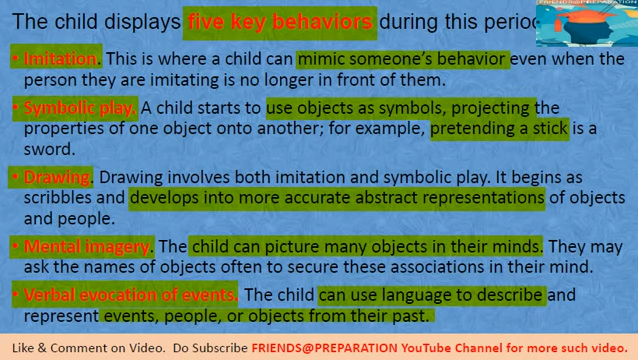 FRIENDS@PREPARATION
The child displays five key behaviors during this period
• Imitation. This is where a child can mimic someone's behavior even when the
person they are imitating is no longer in front of them.
• Symbolic play. A child starts to use objects as symbols, projecting the
properties of one object onto another; for example, pretending a stick is a
sword.
• Drawing. Drawing involves both imitation and symbolic play. It begins as
scribbles and develops into more accurate abstract representations of objects
and people.
• Mental imagery. The child can picture many objects in their minds. They may
ask the names of objects often to secure these associations in their mind.
• Verbal evocation of events. The child can use language to describe and
represent events, people, or objects from their past.
Like & Comment on Video. Do Subscribe FRIENDS@PREPARATION YouTube Channel for more such video.